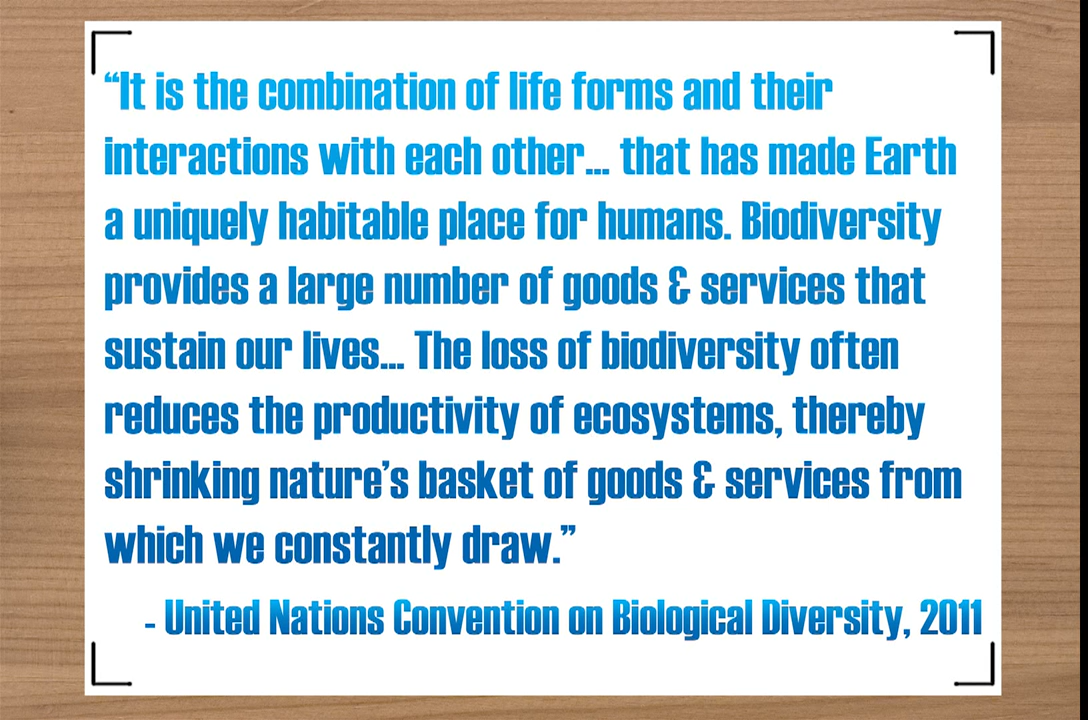 “It is the combination of life forms and their
interactions with each other... that has made Earth
a uniquely habitable place for humans. Biodiversity
provides a large number of goods & services that
sustain our lives... The loss of biodiversity often
reduces the productivity of ecosystems, thereby
shrinking nature’s basket of goods & services from
which we constantly draw.”
- United Nations Convention on Biological Diversity, 2011